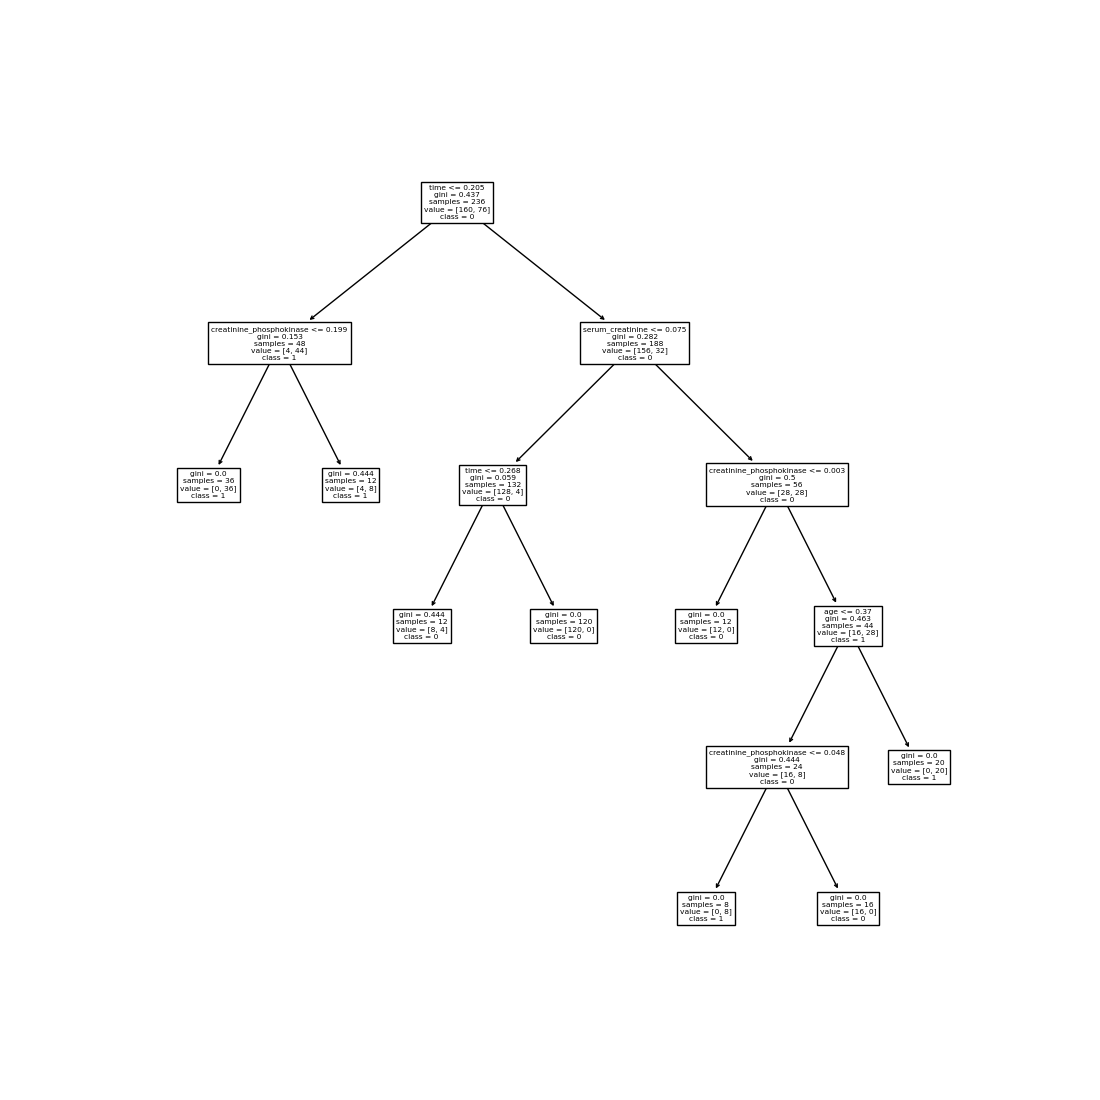 time <= 0.205
gini = 0.437
samples = 236
value = [160, 76]
class = 0
creatinine_phosphokinase <= 0.199
gini = 0.153
samples = 48
value = [4, 44]
class = 1
serum_creatinine <= 0.075
gini = 0.282
samples = 188
value = [156, 32]
class = 0
gini = 0.0
samples = 36
value = [0, 36]
class = 1
gini = 0.444
samples = 12
value = [4, 8]
class = 1
time <= 0.268
gini = 0.059
samples = 132
value = [128, 4]
class = 0
creatinine_phosphokinase <= 0.003
gini = 0.5
samples = 56
value = [28, 28]
class = 0
gini = 0.444
samples = 12
value = [8, 4]
class = 0
gini = 0.0
samples = 120
value = [120, 0]
class = 0
gini = 0.0
samples = 12
value = [12, 0]
class = 0
age <= 0.37
gini = 0.463
samples = 44
value = [16, 28]
class = 1
creatinine_phosphokinase <= 0.048
gini = 0.444
samples = 24
value = [16, 8]
class = 0
gini = 0.0
samples = 20
value = [0, 20]
class = 1
gini = 0.0
samples = 8
value = [0, 8]
class = 1
gini = 0.0
samples = 16
value = [16, 0]
class = 0